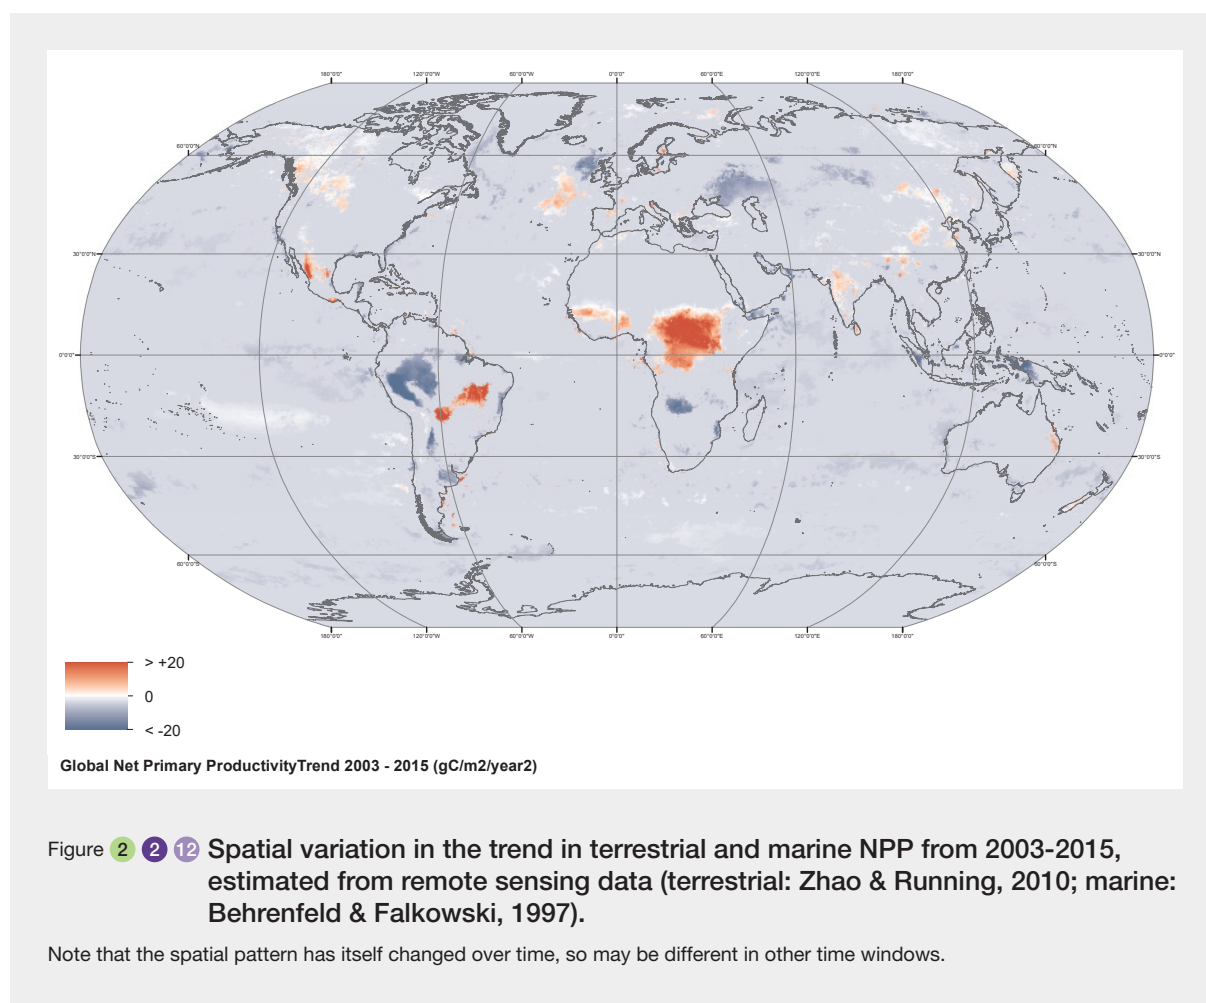 180°0'0" 120°0'0"W 60°0'0"W 0°0'0" 60°0'0"E 120°0'0"E 180°0'0"
60°0'0"N 60°0'0"N
30°0'0"N 30°0'0"N
0°0'0" 0°0'0"
30°0'0"S 30°0'0"S
60°0'0"S 60°0'0"S
180°0'0" 120°0'0"W 60°0'0"W 0°0'0" 60°0'0"E 120°0'0"E 180°0'0"
> +20
0
< -20
Global Net Primary ProductivityTrend 2003 - 2015 (gC/m2/year2)
Figure 2 2 12 Spatial variation in the trend in terrestrial and marine NPP from 2003-2015,
estimated from remote sensing data (terrestrial: Zhao & Running, 2010; marine:
Behrenfeld & Falkowski, 1997).
Note that the spatial pattern has itself changed over time, so may be different in other time windows.